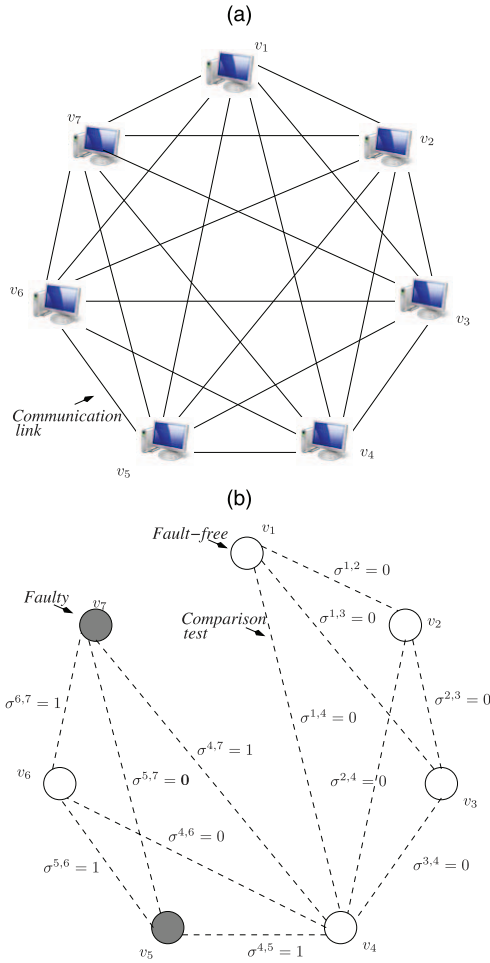 (a)
v₁
v₇
v₂
v₆
v₃
Communication
link
v₅
v₄
(b)
v₁
Fault-free
σ¹,² = 0
Faulty
v₇
Comparison
test
σ¹,³ = 0
v₂
σ⁶,⁷ = 1
σ²,³ = 0
σ¹,⁴ = 0
σ⁴,⁷ = 1
v₆
σ⁵,⁷ = 0
σ²,⁴ = 0
v₃
σ⁴,⁶ = 0
σ⁵,⁶ = 1
σ³,⁴ = 0
v₅
σ⁴,⁵ = 1
v₄